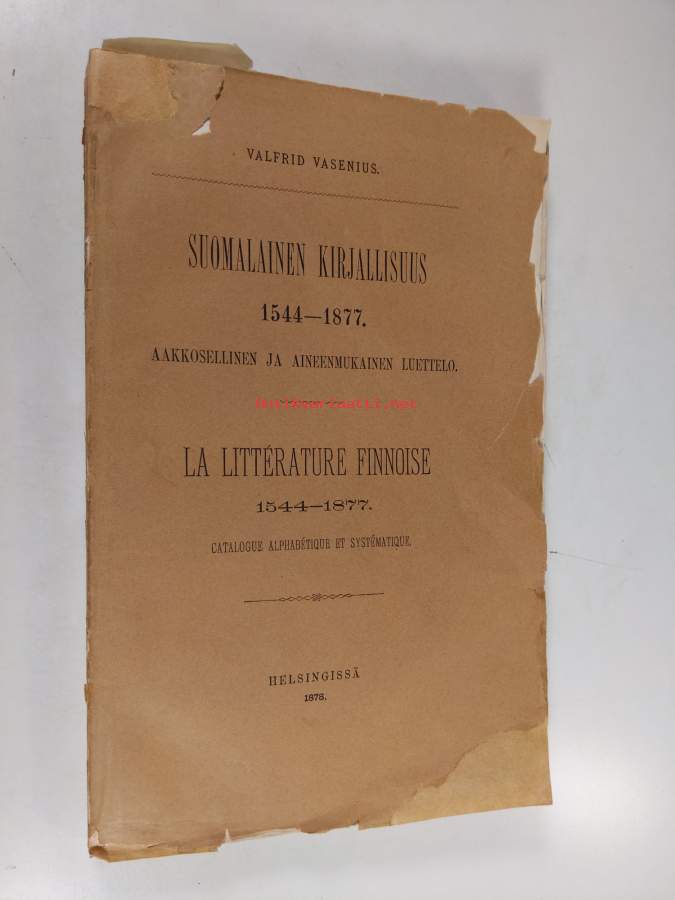 VALFRID VASENIUS.
SUOMALAINEN KIRJALLISUUS
1544—1877.
AAKKOSELLINEN JA AINEENMUKAINEN LUETTELO.
LA LITTÉRATURE FINNOISE
1544—1877.
CATALOGUE ALPHABÉTIQUE ET SYSTÉMATIQUE.
HELSINGISSÄ
1878.